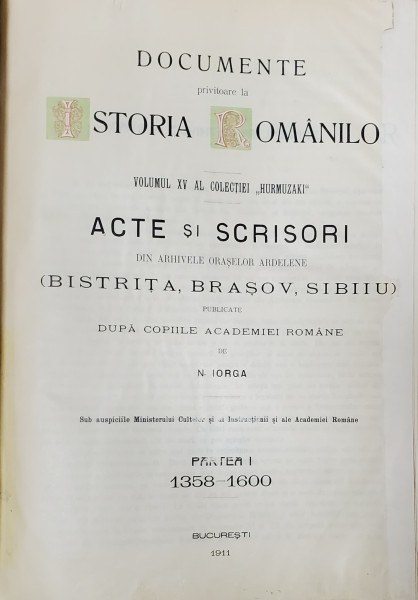 DOCUMENTE
privitoare la
ISTORIA ROMÂNILO
VOLUMUL XV AL COLECȚIEI „HURMUZAKI“
ACTE ȘI SCRISORI
DIN ARHIVELE ORAȘELOR ARDELENE
(BISTRIȚA, BRAȘOV, SIBIIU)
PUBLICATE
DUPĂ COPIILE ACADEMIEI ROMÂNE
DE
N. IORGA
Sub auspiciile Ministerului Cultelor și al Instrucțiunii și ale Academiei Române
PARTEA I
1358-1600
BUCUREȘTI
1911